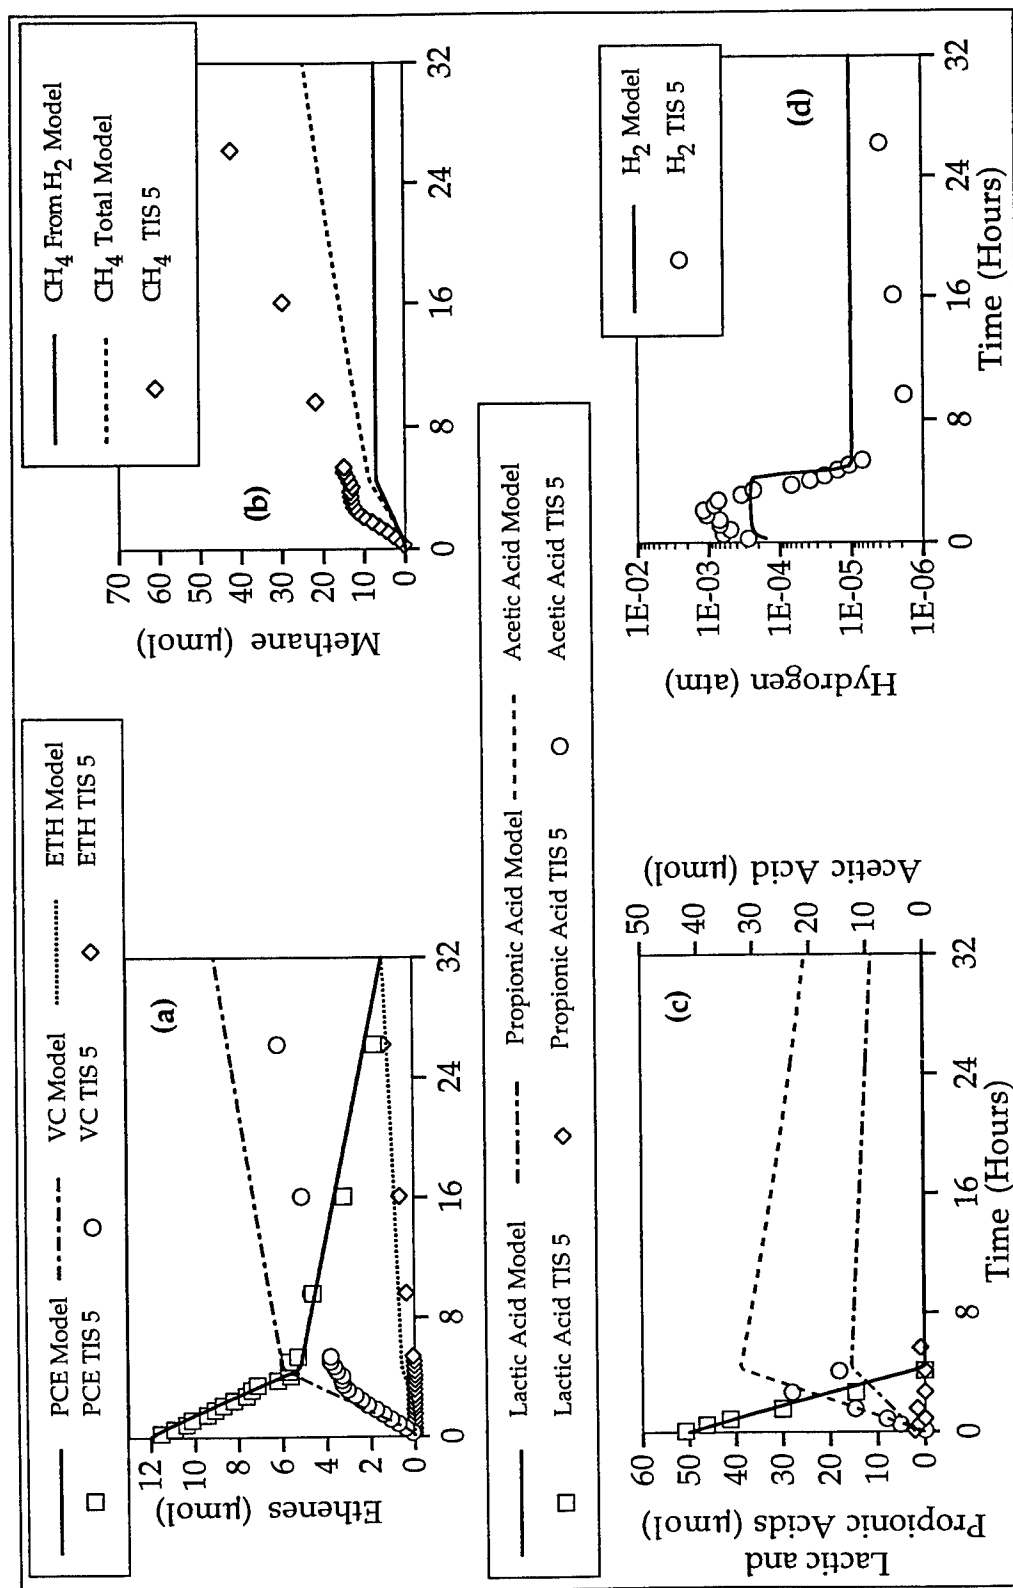 PCE Model VC Model ETH Model
PCE TIS 5 VC TIS 5 ETH TIS 5
(a)
12
10
8
6
4
2
0
Ethenes (µmol)
0 8 16 24 32
CH4 From H2 Model
CH4 Total Model
CH4 TIS 5
(b)
70
60
50
40
30
20
10
0
Methane (µmol)
0 8 16 24 32
Lactic Acid Model Propionic Acid Model Acetic Acid Model
Lactic Acid TIS 5 Propionic Acid TIS 5 Acetic Acid TIS 5
(c)
60
50
40
30
20
10
0
Lactic and
Propionic Acids (µmol)
50
40
30
20
10
0
Acetic Acid
(µmol)
0 8 16 24 32
Time (Hours)
H2 Model
H2 TIS 5
(d)
1E-02
1E-03
1E-04
1E-05
1E-06
Hydrogen (atm)
0 8 16 24 32
Time (Hours)